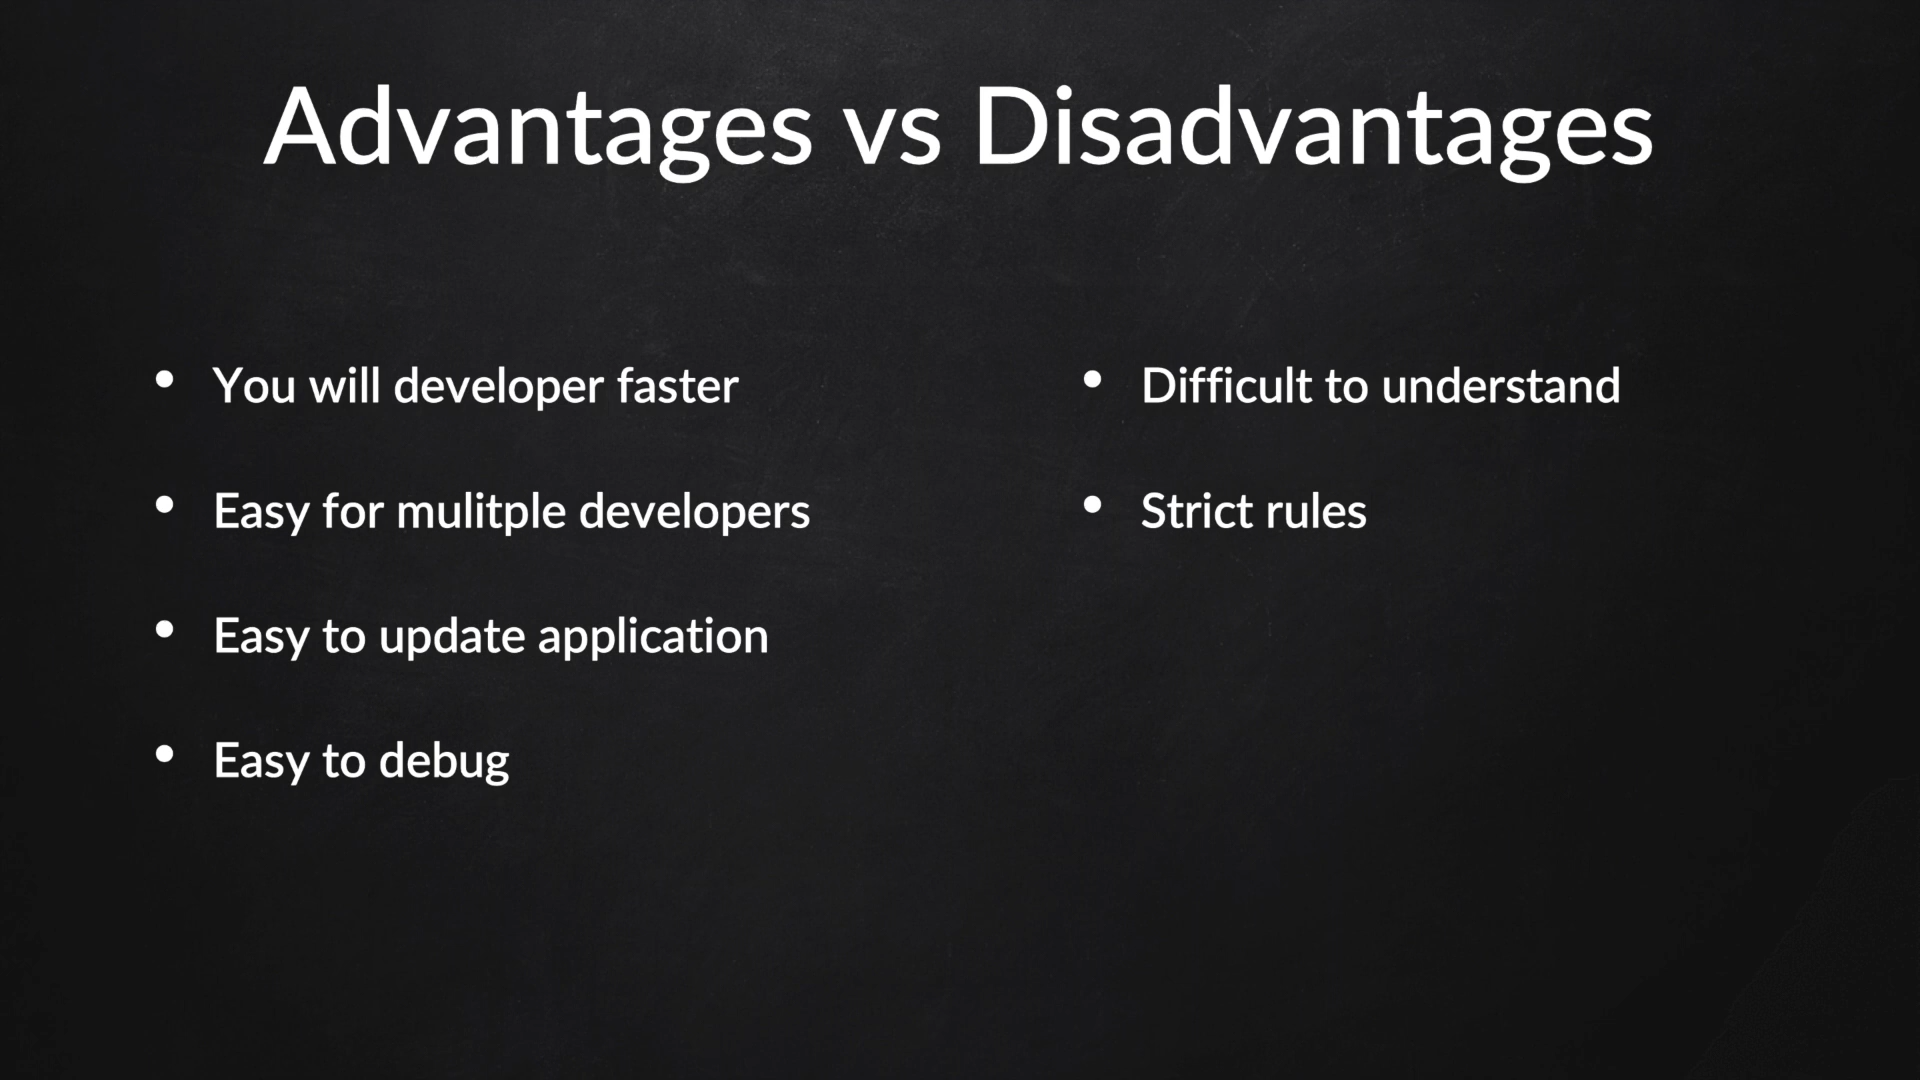 Advantages vs Disadvantages
• You will developer faster
• Easy for mulitple developers
• Easy to update application
• Easy to debug
• Difficult to understand
• Strict rules